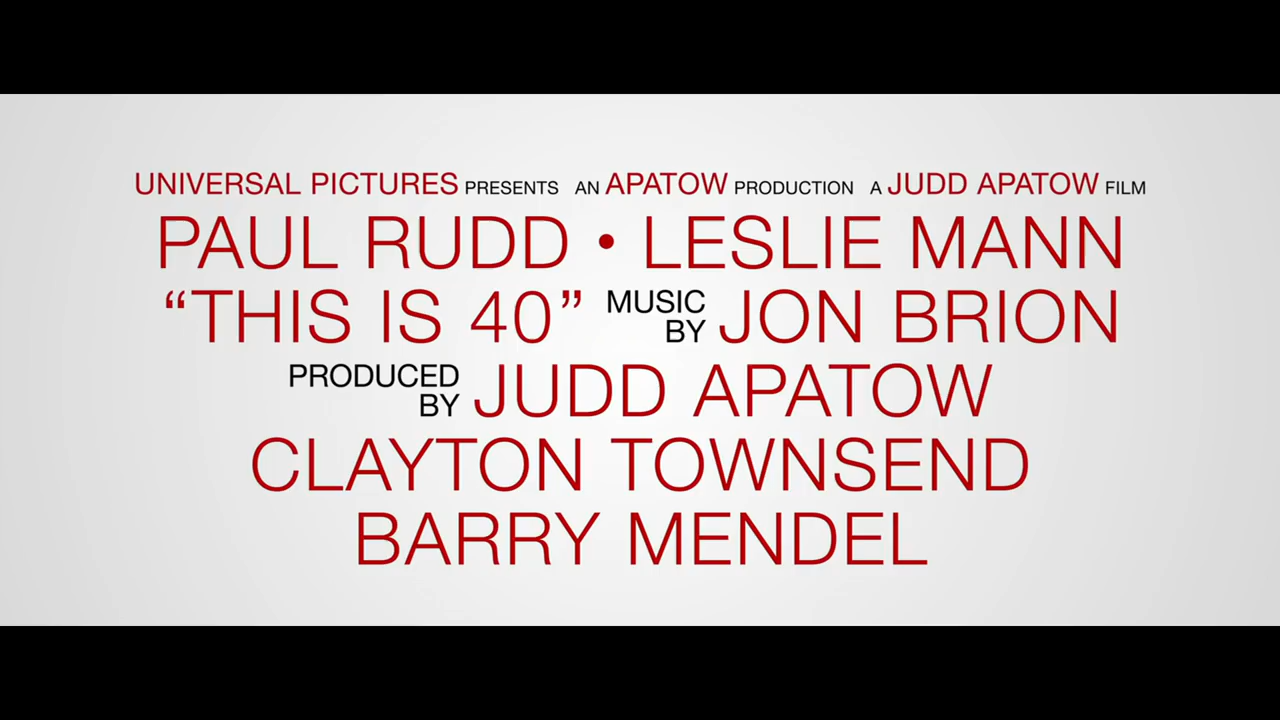 UNIVERSAL PICTURES PRESENTS AN APATOW PRODUCTION A JUDD APATOW FILM
PAUL RUDD • LESLIE MANN
“THIS IS 40” MUSIC BY JON BRION
PRODUCED BY JUDD APATOW
CLAYTON TOWNSEND
BARRY MENDEL